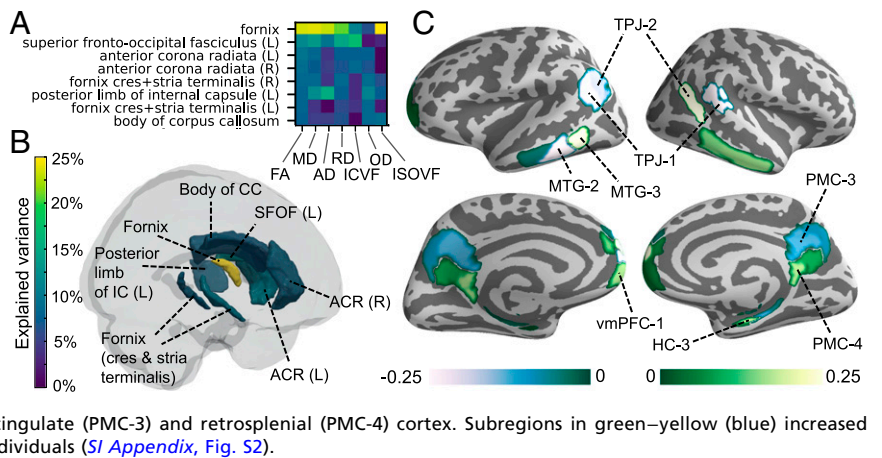 A
fornix
superior fronto-occipital fasciculus (L)
anterior corona radiata (L)
anterior corona radiata (R)
fornix cres+stria terminalis (R)
posterior limb of internal capsule (L)
fornix cres+stria terminalis (L)
body of corpus callosum
FA MD AD RD ICVF OD ISOVF
B
25%
20%
15%
10%
5%
0%
Explained variance
Body of CC
SFOF (L)
Fornix
Posterior
limb
of IC (L)
Fornix
(cres & stria
terminalis)
ACR (R)
ACR (L)
C
TPJ-2
TPJ-1
MTG-2
MTG-3
PMC-3
vmPFC-1
HC-3
PMC-4
-0.25 0 0 0.25
cingulate (PMC-3) and retrosplenial (PMC-4) cortex. Subregions in green–yellow (blue) increased
dividuals (SI Appendix, Fig. S2).